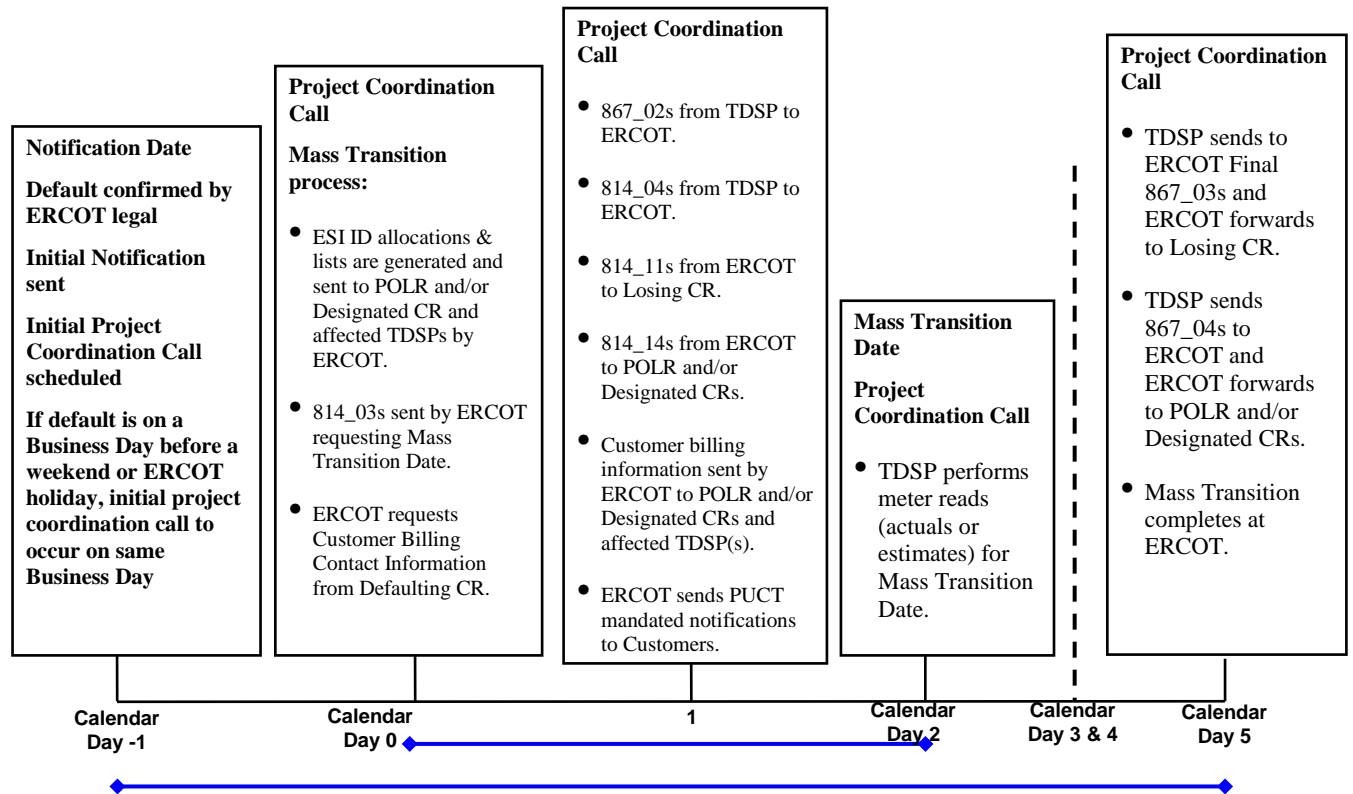 Notification Date
Default confirmed by
ERCOT legal
Initial Notification
sent
Initial Project
Coordination Call
scheduled
If default is on a
Business Day before a
weekend or ERCOT
holiday, initial project
coordination call to
occur on same
Business Day
Project Coordination
Call
Mass Transition
process:
• ESI ID allocations &
lists are generated and
sent to POLR and/or
Designated CR and
affected TDSPs by
ERCOT.
• 814_03s sent by ERCOT
requesting Mass
Transition Date.
• ERCOT requests
Customer Billing
Contact Information
from Defaulting CR.
Project Coordination
Call
• 867_02s from TDSP to
ERCOT.
• 814_04s from TDSP to
ERCOT.
• 814_11s from ERCOT
to Losing CR.
• 814_14s from ERCOT
to POLR and/or
Designated CRs.
• Customer billing
information sent by
ERCOT to POLR and/or
Designated CRs and
affected TDSP(s).
• ERCOT sends PUCT
mandated notifications
to Customers.
Mass Transition
Date
Project
Coordination Call
• TDSP performs
meter reads
(actuals or
estimates) for
Mass Transition
Date.
Project Coordination
Call
• TDSP sends to
ERCOT Final
867_03s and
ERCOT forwards
to Losing CR.
• TDSP sends
867_04s to
ERCOT and
ERCOT forwards
to POLR and/or
Designated CRs.
• Mass Transition
completes at
ERCOT.
Calendar
Day -1
Calendar
Day 0
1
Calendar
Day 2
Calendar
Day 3 & 4
Calendar
Day 5